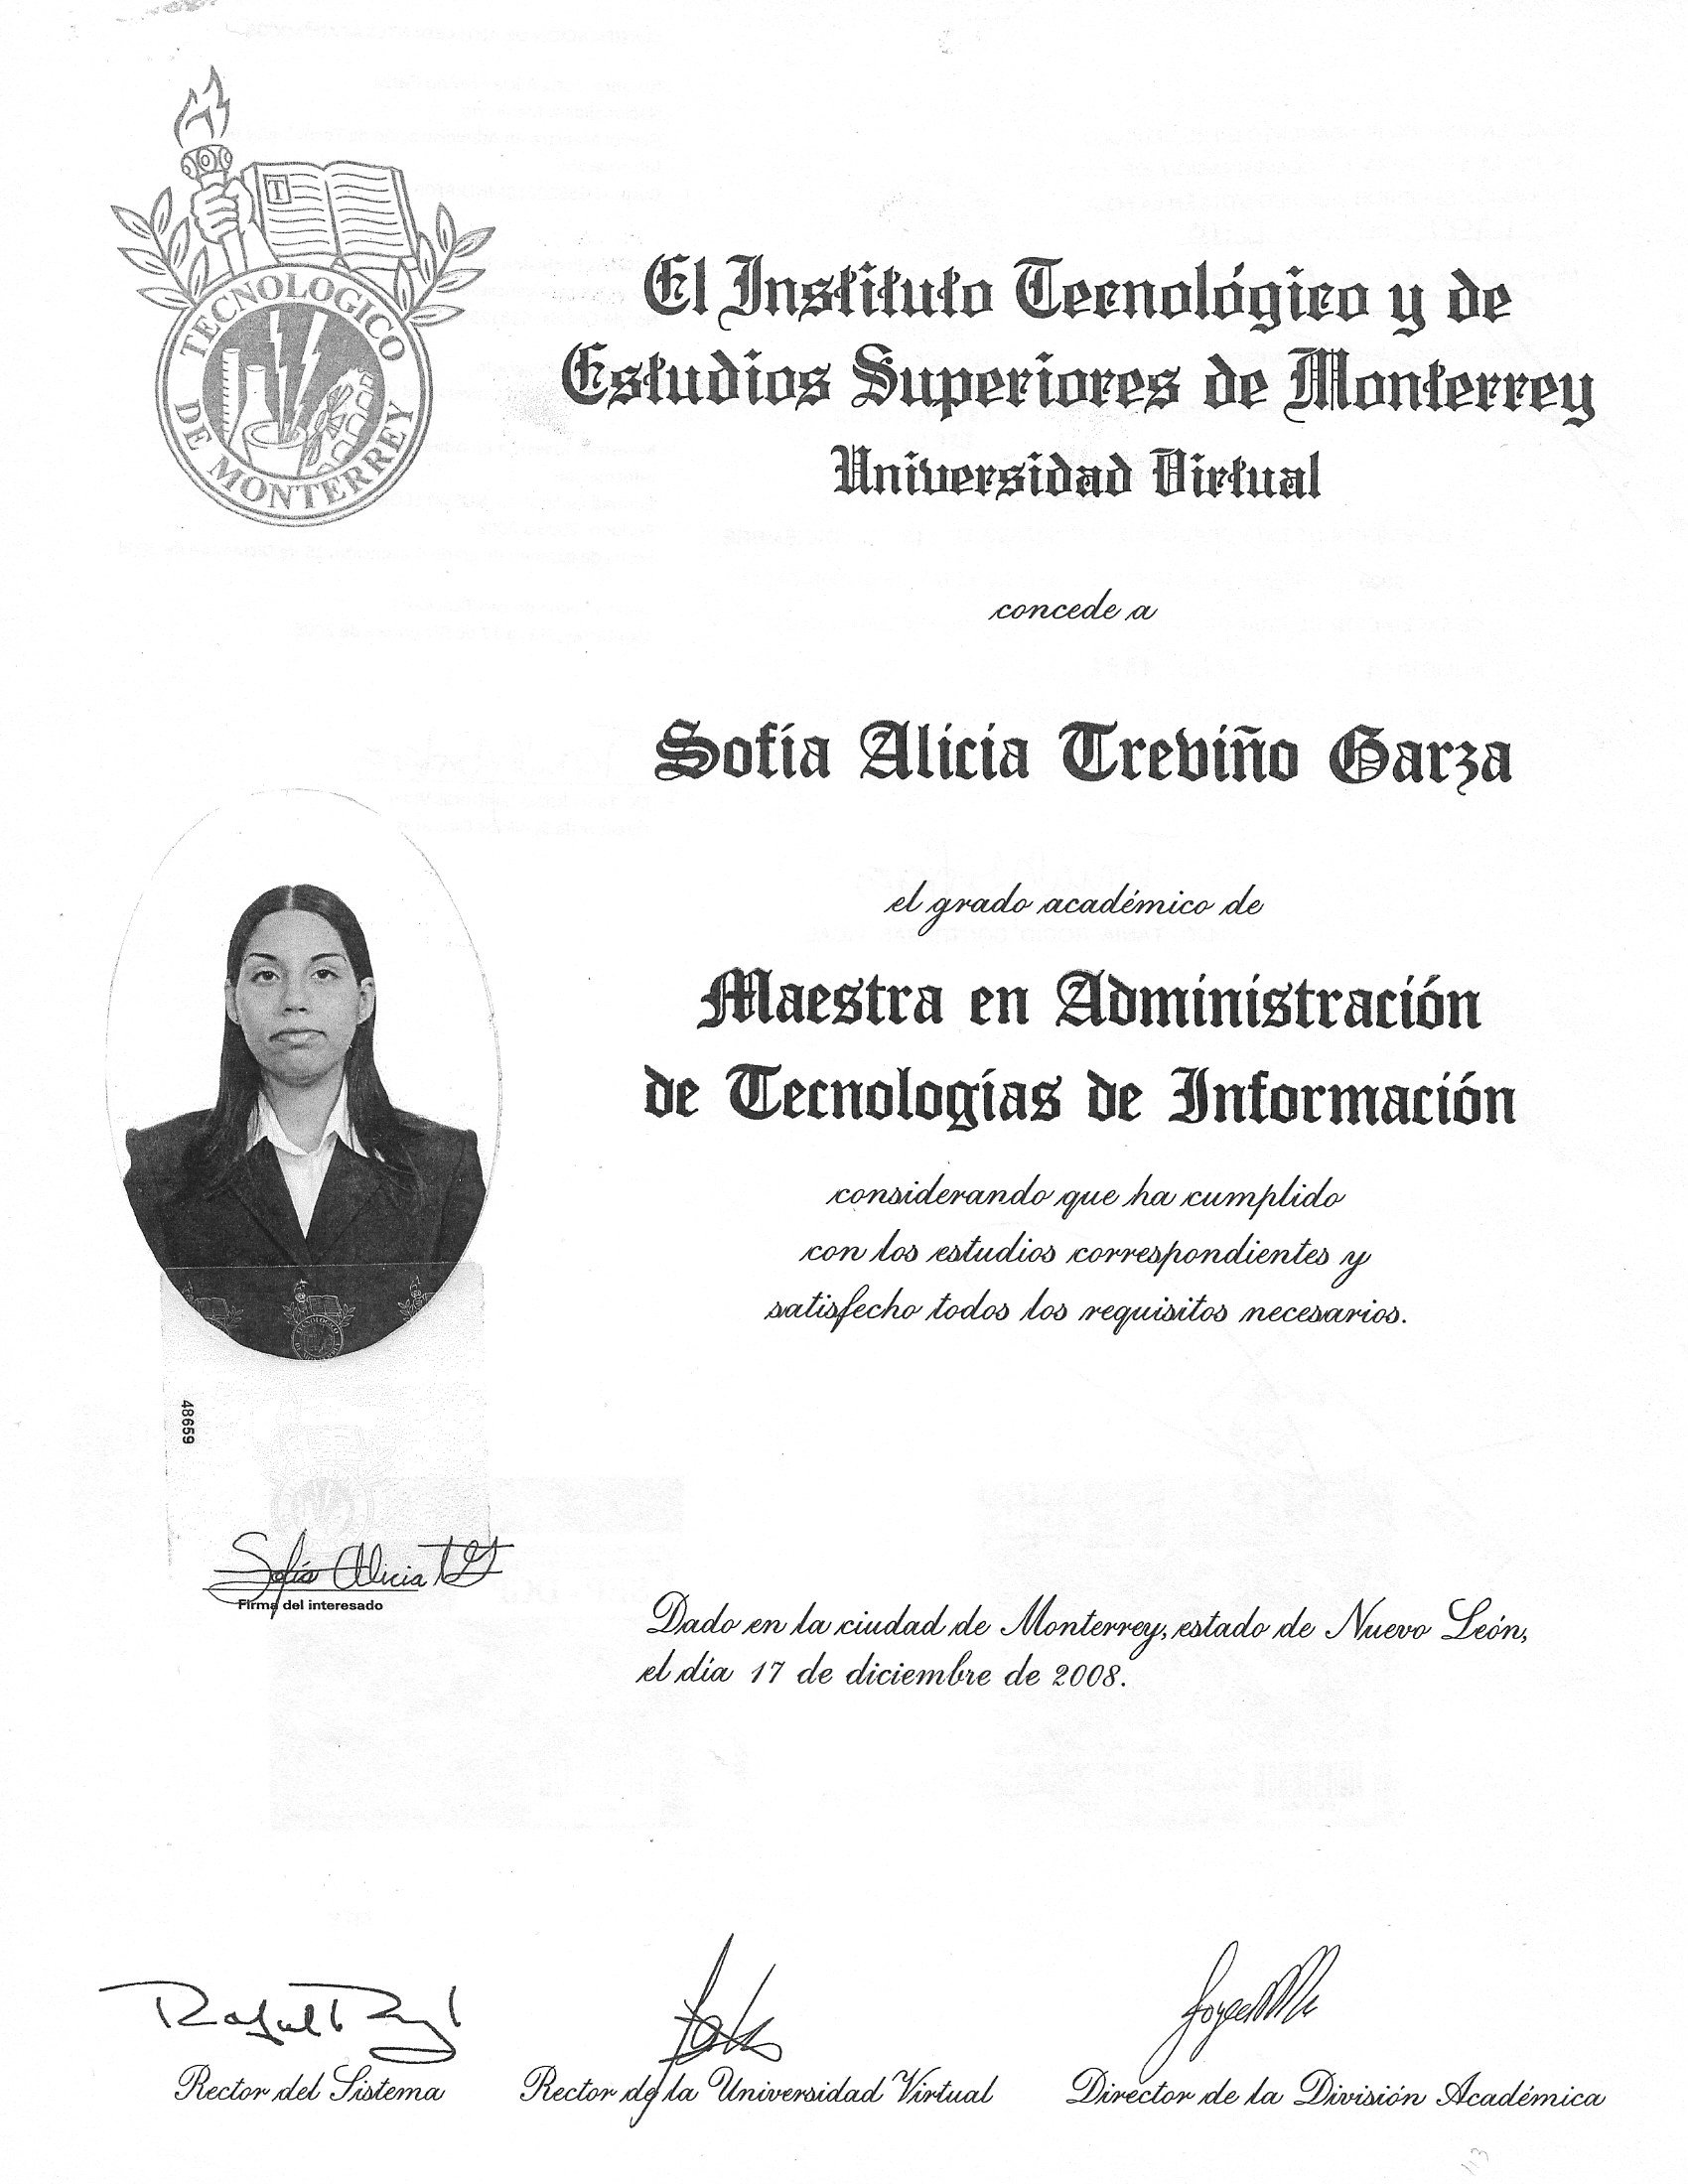 TECNOLOGICO
DE MONTERREY
El Instituto Tecnológico y de
Estudios Superiores de Monterrey
Universidad Virtual
concede a
Sofía Alicia Treviño Garza
el grado académico de
Maestra en Administración
de Tecnologías de Información
considerando que ha cumplido
con los estudios correspondientes y
satisfecho todos los requisitos necesarios.
48659
Sofía Alicia TG
Firma del interesado
Dado en la ciudad de Monterrey, estado de Nuevo León,
el día 17 de diciembre de 2008.
Rector del Sistema
Rector de la Universidad Virtual
Director de la División Académica
113